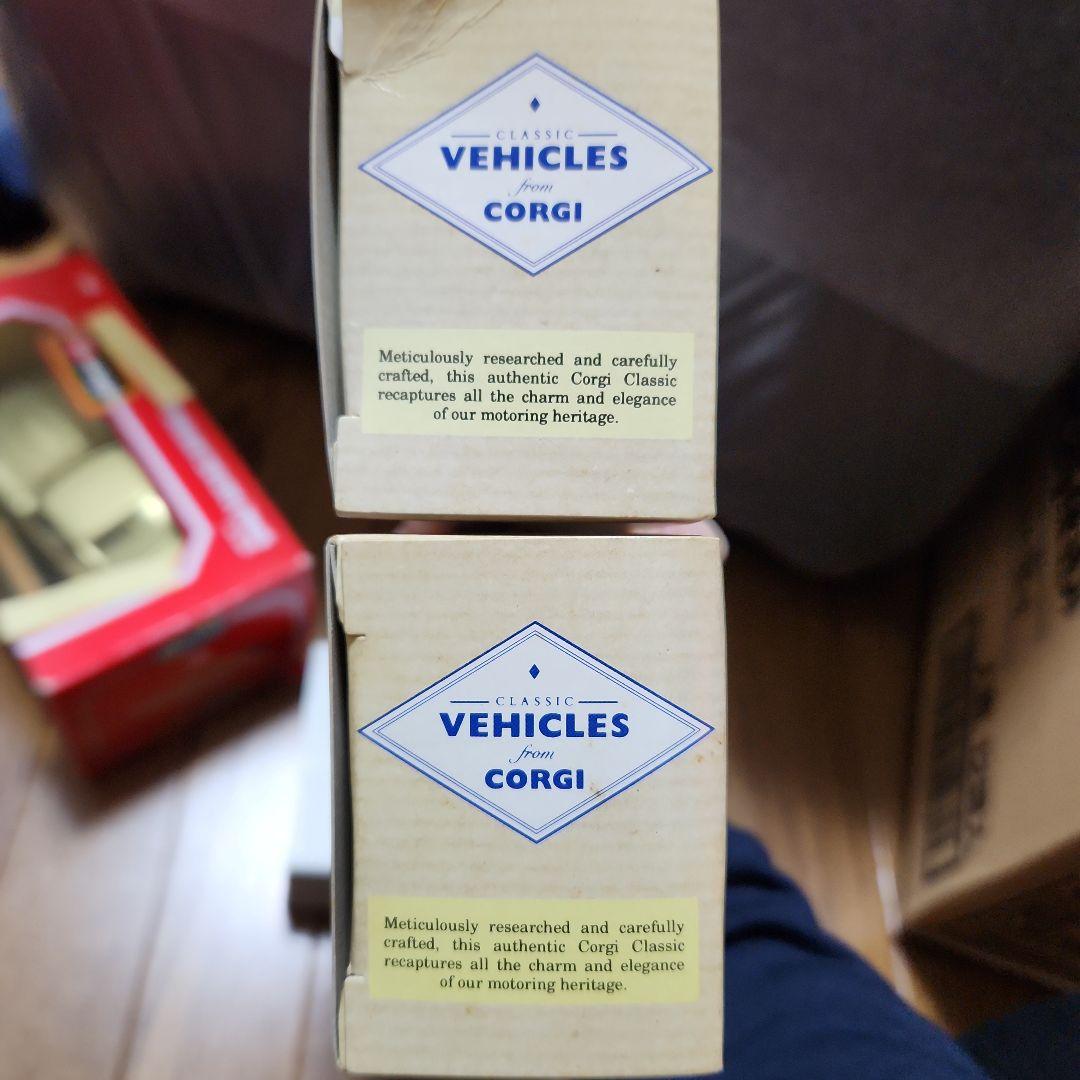 CLASSIC
VEHICLES
from
CORGI
Meticulously researched and carefully
crafted, this authentic Corgi Classic
recaptures all the charm and elegance
of our motoring heritage.
CLASSIC
VEHICLES
from
CORGI
Meticulously researched and carefully
crafted, this authentic Corgi Classic
recaptures all the charm and elegance
of our motoring heritage.